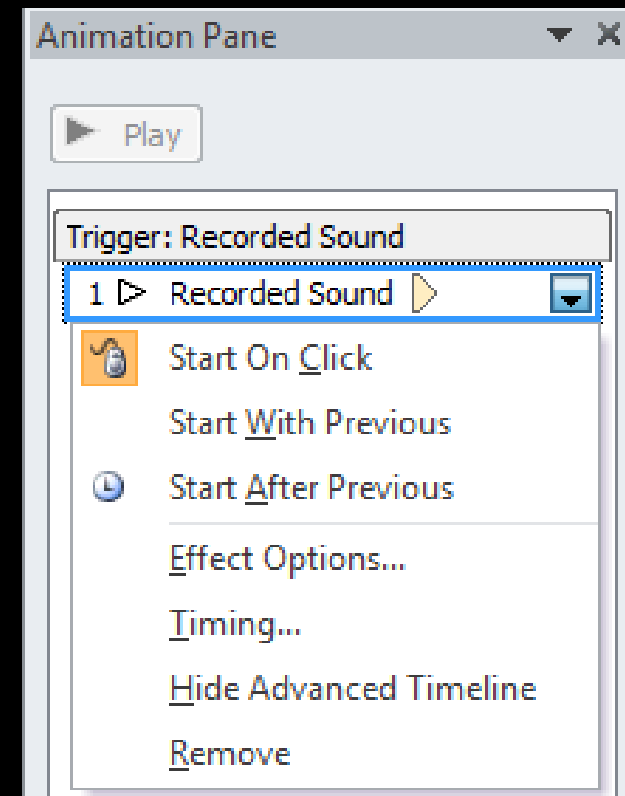 Animation Pane
Play
Trigger: Recorded Sound
1 Recorded Sound
Start On Click
Start With Previous
Start After Previous
Effect Options...
Timing...
Hide Advanced Timeline
Remove